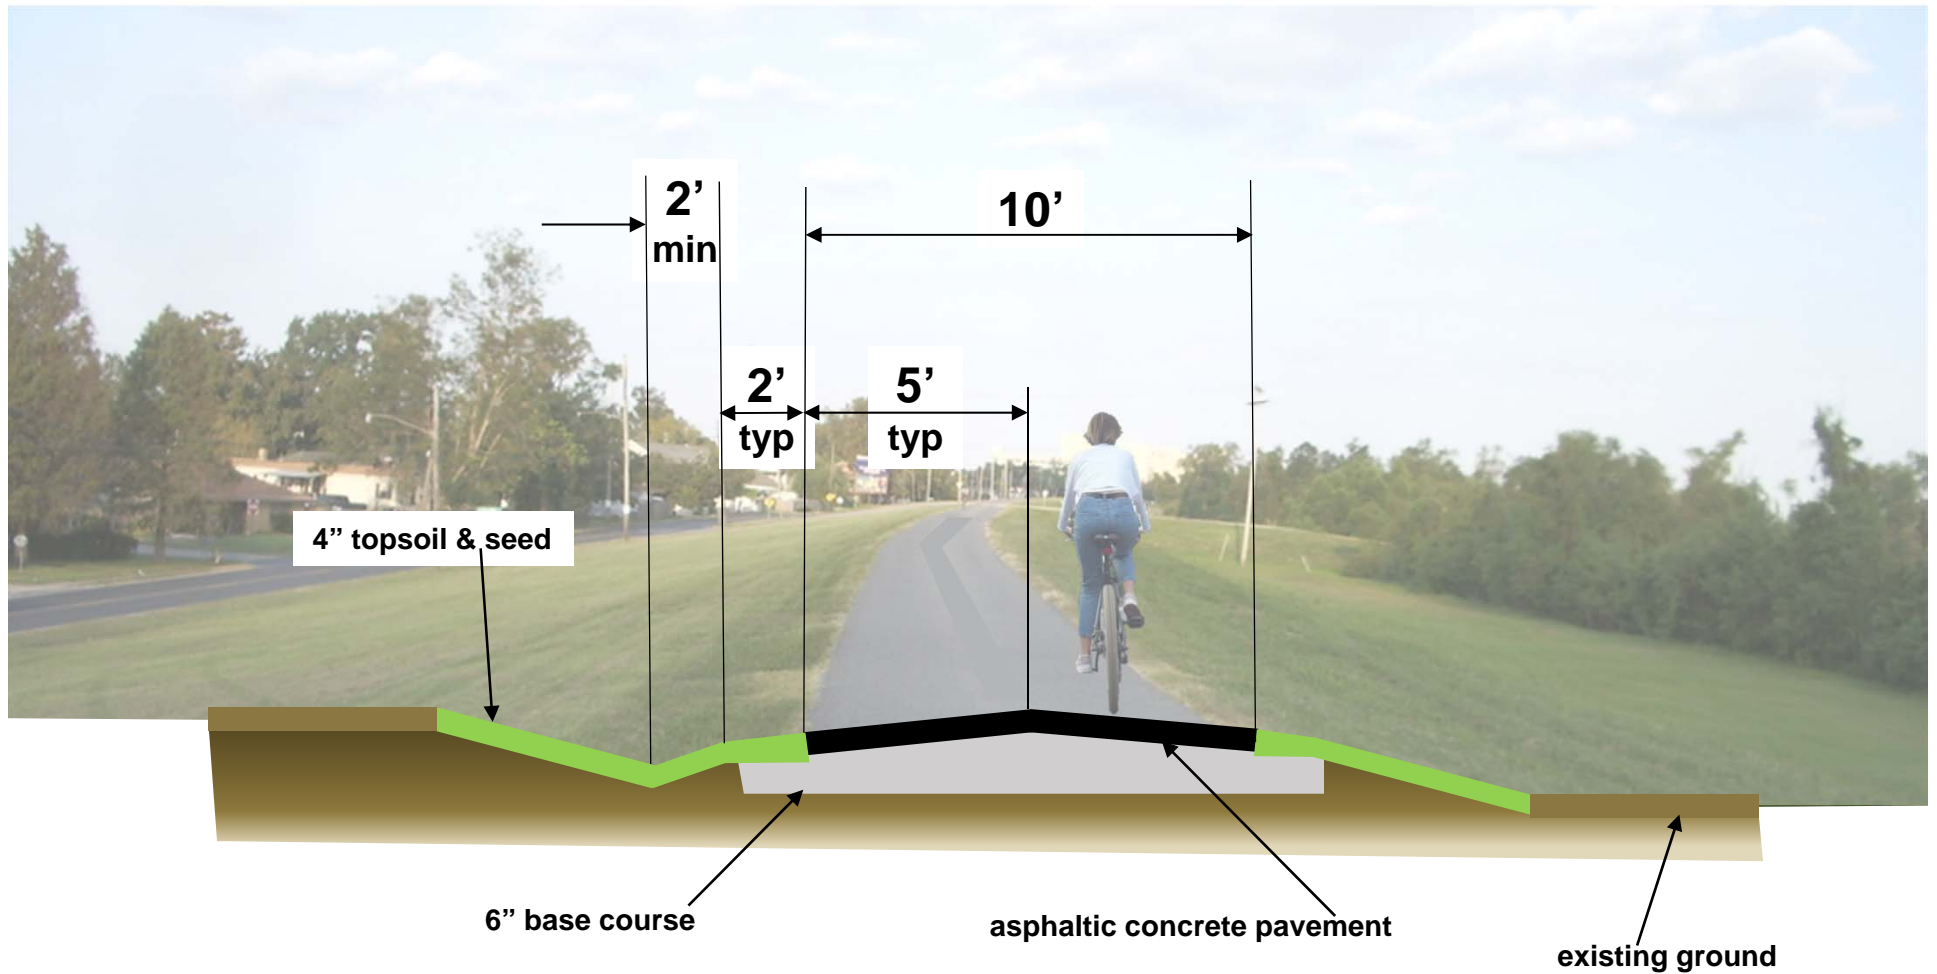 2’
min
10’
2’
typ
5’
typ
4” topsoil & seed
6” base course
asphaltic concrete pavement
existing ground